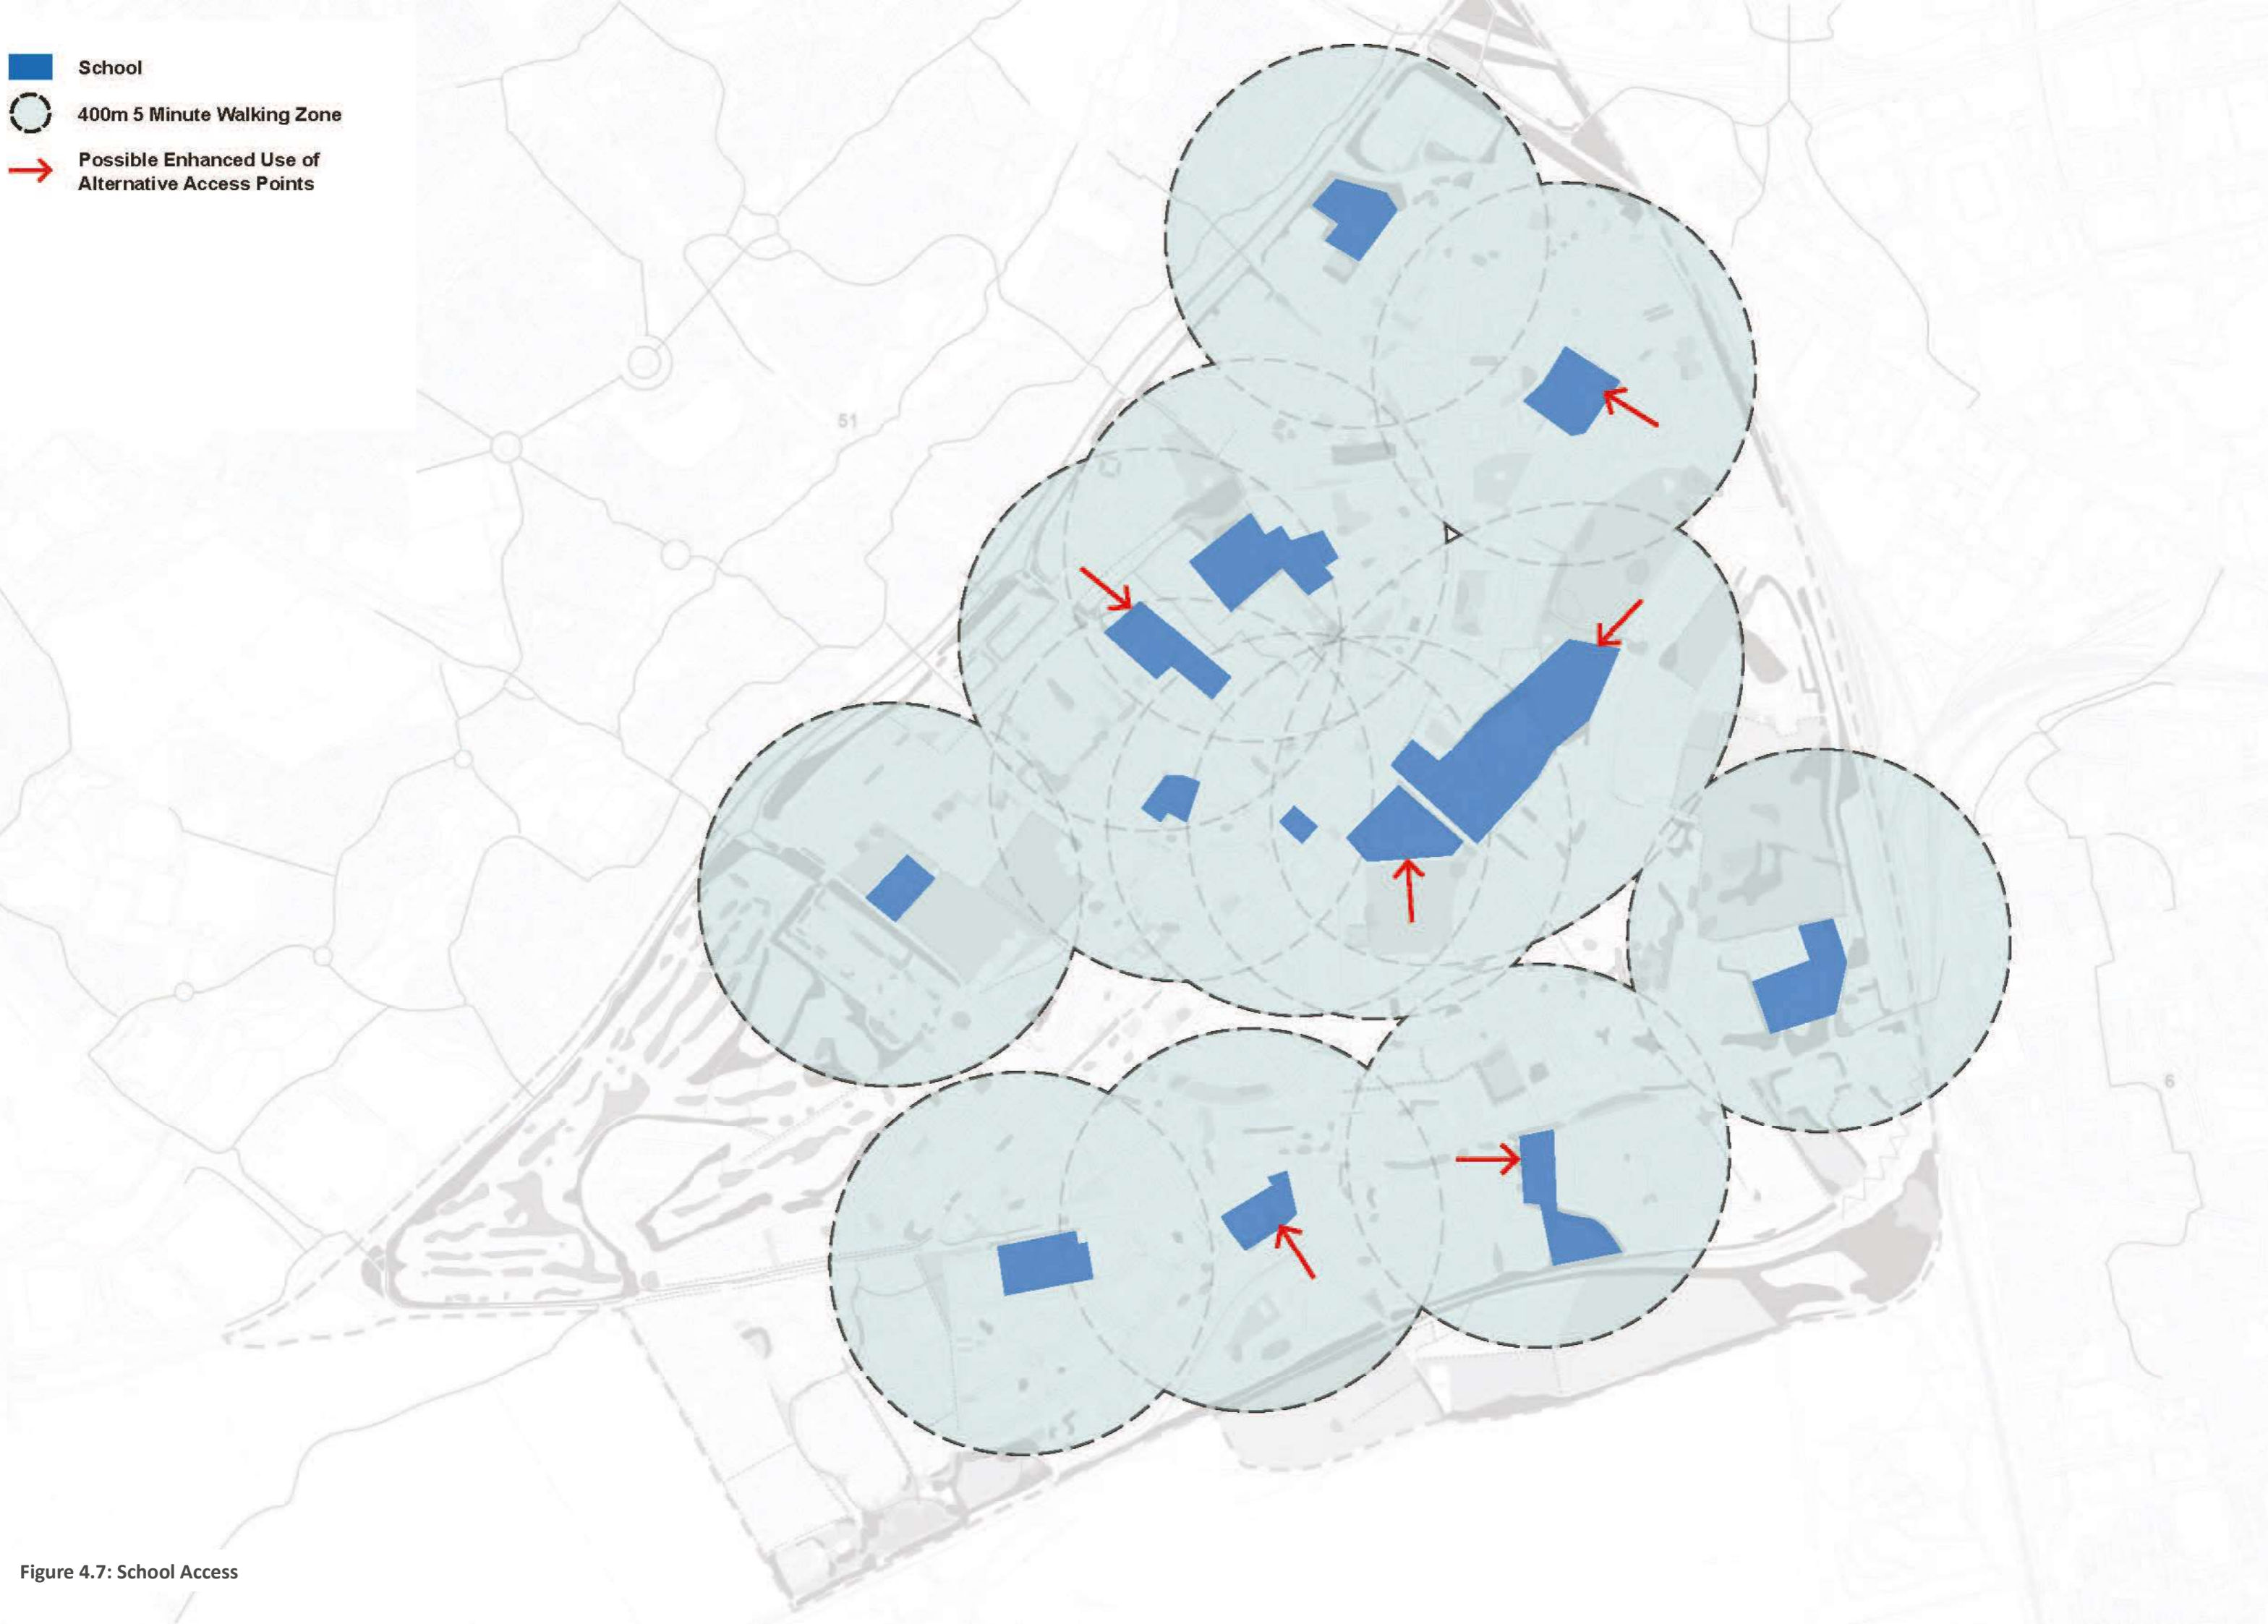 School
400m 5 Minute Walking Zone
Possible Enhanced Use of
Alternative Access Points
51
6
Figure 4.7: School Access